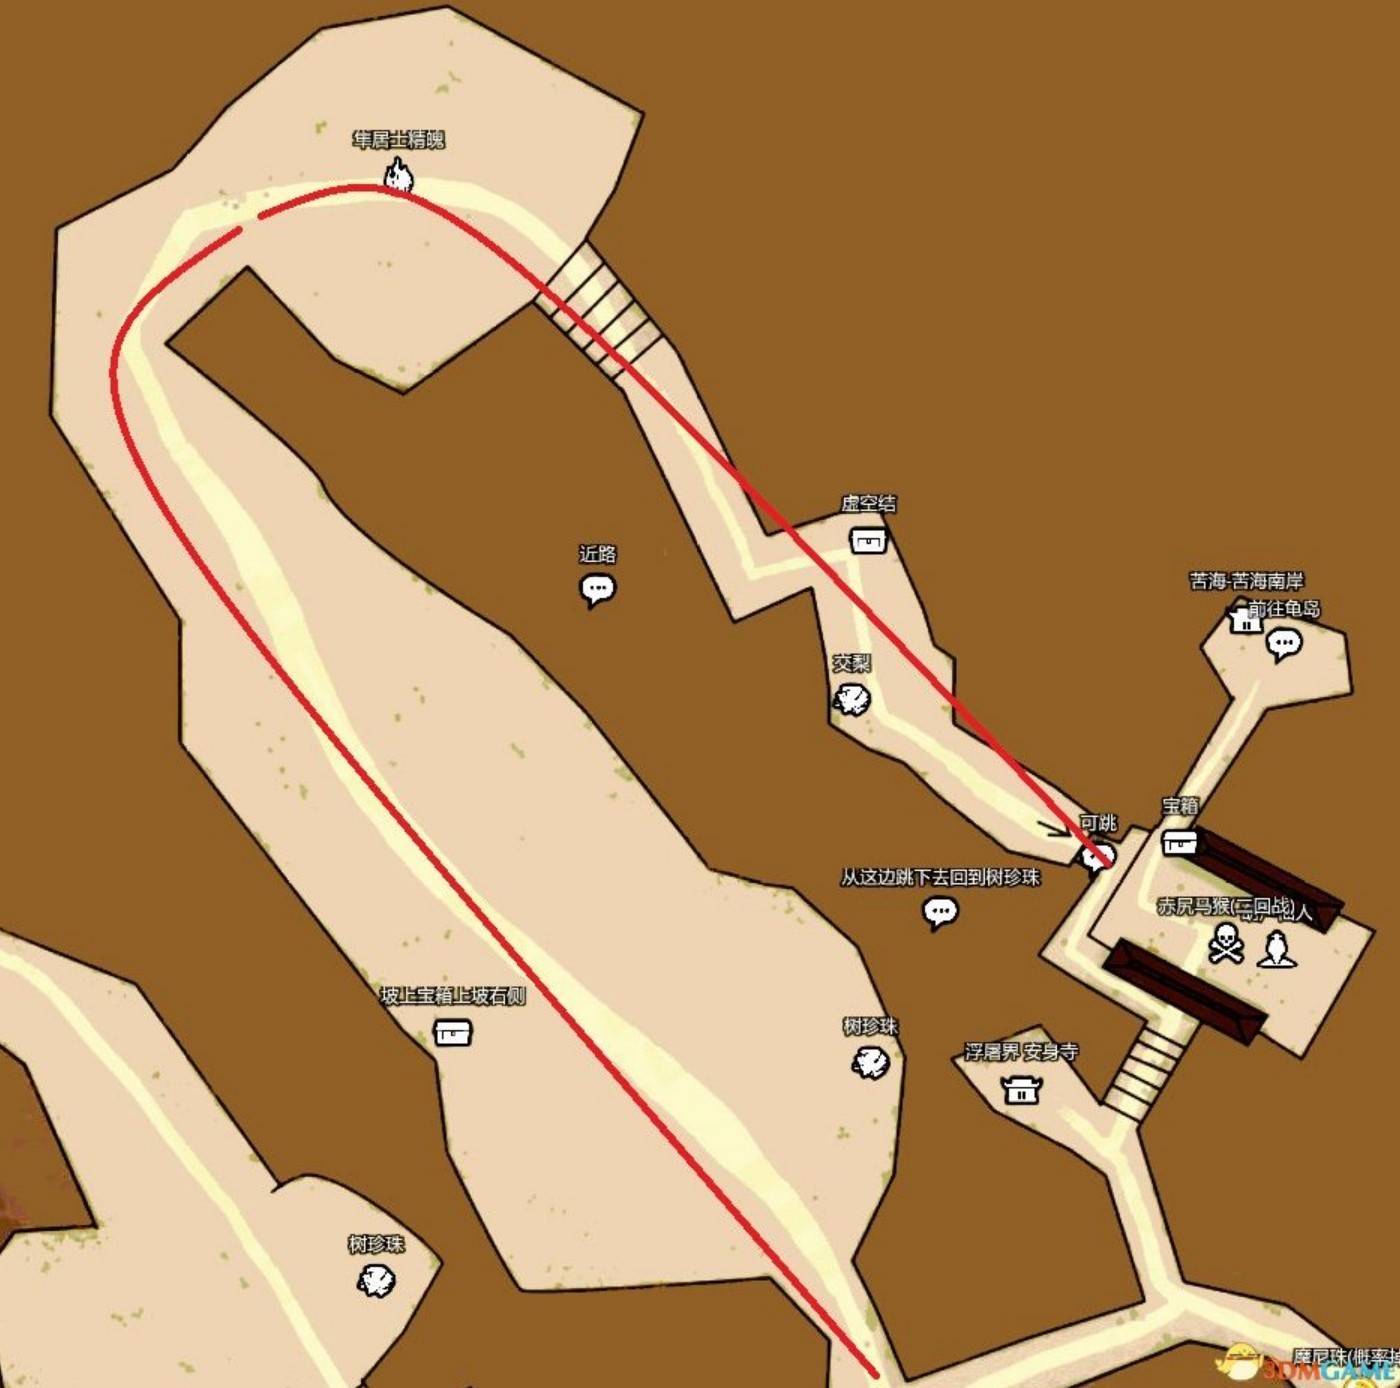 隼居士精魄
虚空结
近路
苦海-苦海南岸
前往龟岛
交梨
宝箱
可跳
从这边跳下去回到树珍珠
赤尻马猴(二回战)
仙人
坡上宝箱上坡右侧
树珍珠
浮屠界 安身寺
树珍珠
摩尼珠(概率掉
3DMGAME